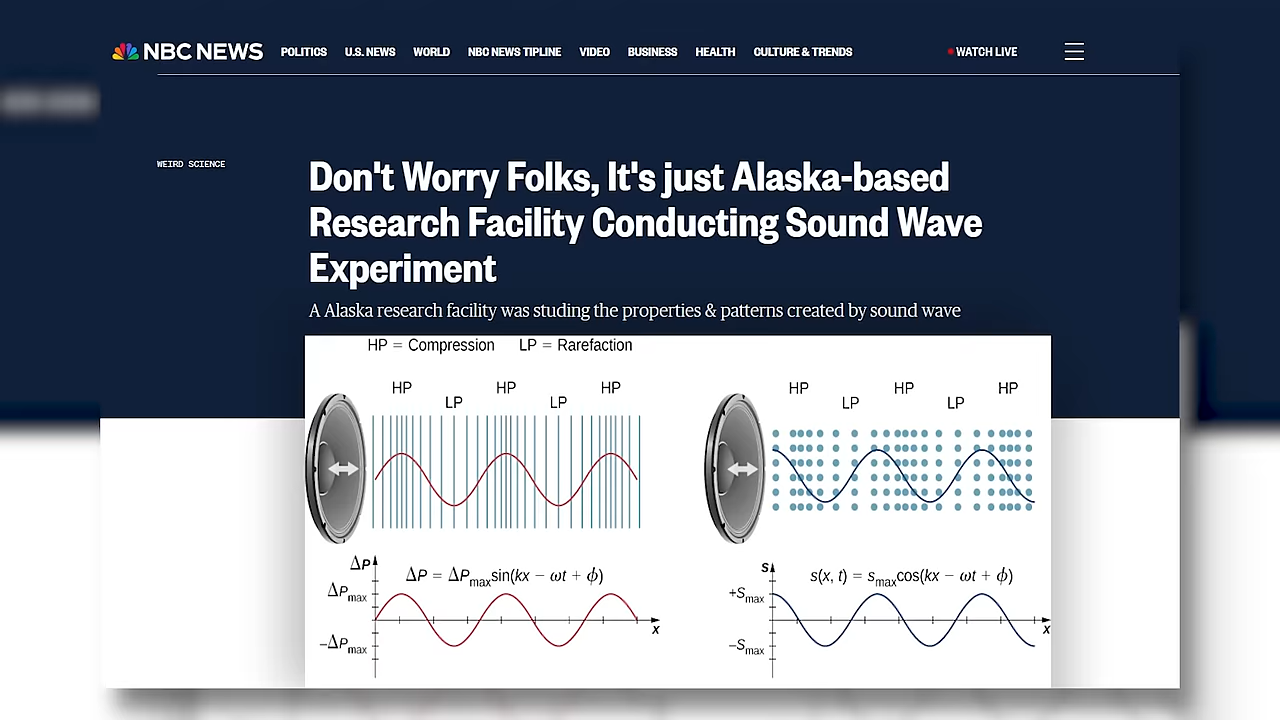 NBC NEWS POLITICS U.S. NEWS WORLD NBC NEWS TIPLINE VIDEO BUSINESS HEALTH CULTURE & TRENDS WATCH LIVE
WEIRD SCIENCE
Don't Worry Folks, It's just Alaska-based
Research Facility Conducting Sound Wave
Experiment
A Alaska research facility was studing the properties & patterns created by sound wave
HP = Compression LP = Rarefaction
HP HP HP
LP LP
HP HP HP
LP LP
ΔP
ΔP = ΔPmaxsin(kx − ωt + ϕ)
ΔPmax
x
−ΔPmax
s
s(x, t) = smaxcos(kx − ωt + ϕ)
+Smax
x
−Smax